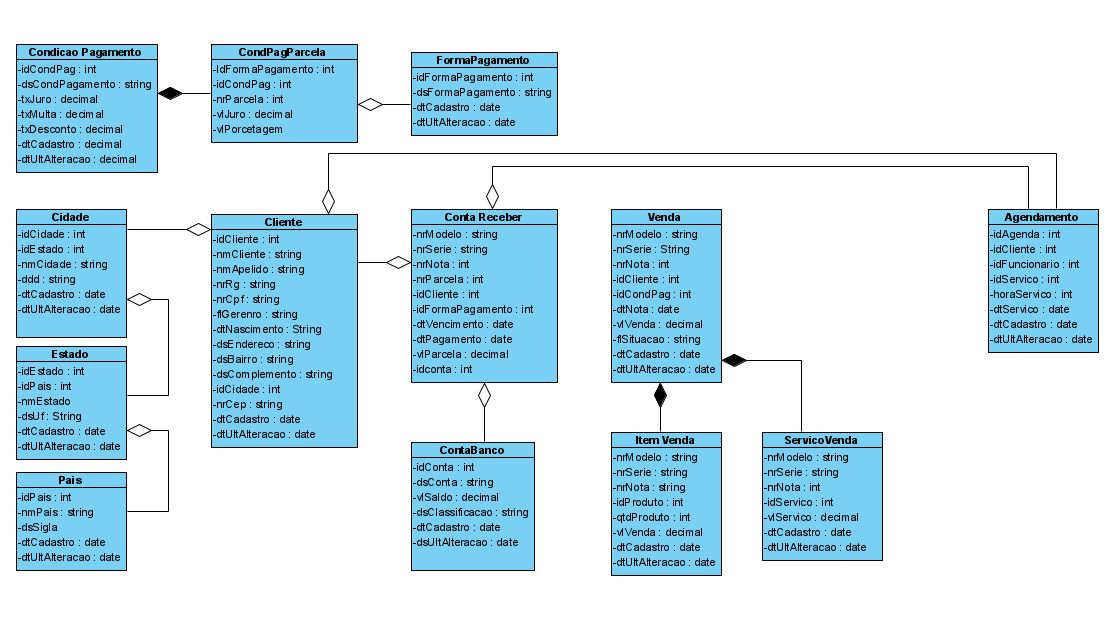 Condicao Pagamento
-idCondPag : int
-dsCondPagamento : string
-txJuro : decimal
-txMulta : decimal
-txDesconto : decimal
-dtCadastro : decimal
-dtUltAlteracao : decimal
CondPagParcela
-IdFormaPagamento : int
-idCondPag : int
-nrParcela : int
-vlJuro : decimal
-vlPorcetagem
FormaPagamento
-idFormaPagamento : int
-dsFormaPagamento : string
-dtCadastro : date
-dtUltAlteracao : date
Cidade
-idCidade : int
-idEstado : int
-nmCidade : string
-ddd : string
-dtCadastro : date
-dtUltAlteracao : date
Estado
-idEstado : int
-idPais : int
-nmEstado
-dsUf : String
-dtCadastro : date
-dtUltAlteracao : date
Pais
-idPais : int
-nmPais : string
-dsSigla
-dtCadastro : date
-dtUltAlteracao : date
Cliente
-idCliente : int
-nmCliente : string
-nmApelido : string
-nrRg : string
-nrCpf : string
-flGerenro : string
-dtNascimento : String
-dsEndereco : string
-dsBairro : string
-dsComplemento : string
-idCidade : int
-nrCep : string
-dtCadastro : date
-dtUltAlteracao : date
Conta Receber
-nrModelo : string
-nrSerie : string
-nrNota : int
-nrParcela : int
-idCliente : int
-idFormaPagamento : int
-dtVencimento : date
-dtPagamento : date
-vlParcela : decimal
-idconta : int
ContaBanco
-idConta : int
-dsConta : string
-vlSaldo : decimal
-dsClassificacao : string
-dtCadastro : date
-dsUltAlteracao : date
Venda
-nrModelo : string
-nrSerie : String
-nrNota : int
-idCliente : int
-idCondPag : int
-dtNota : date
-vlVenda : decimal
-flSituacao : string
-dtCadastro : date
-dtUltAlteracao : date
Item Venda
-nrModelo : string
-nrSerie : string
-nrNota : string
-idProduto : int
-qtdProduto : int
-vlVenda : decimal
-dtCadastro : date
-dtUltAlteracao : date
ServicoVenda
-nrModelo : string
-nrSerie : string
-nrNota : int
-idServico : int
-vlServico : decimal
-dtCadastro : date
-dtUltAlteracao : date
Agendamento
-idAgenda : int
-idCliente : int
-idFuncionario : int
-idServico : int
-horaServico : int
-dtServico : date
-dtCadastro : date
-dtUltAlteracao : date